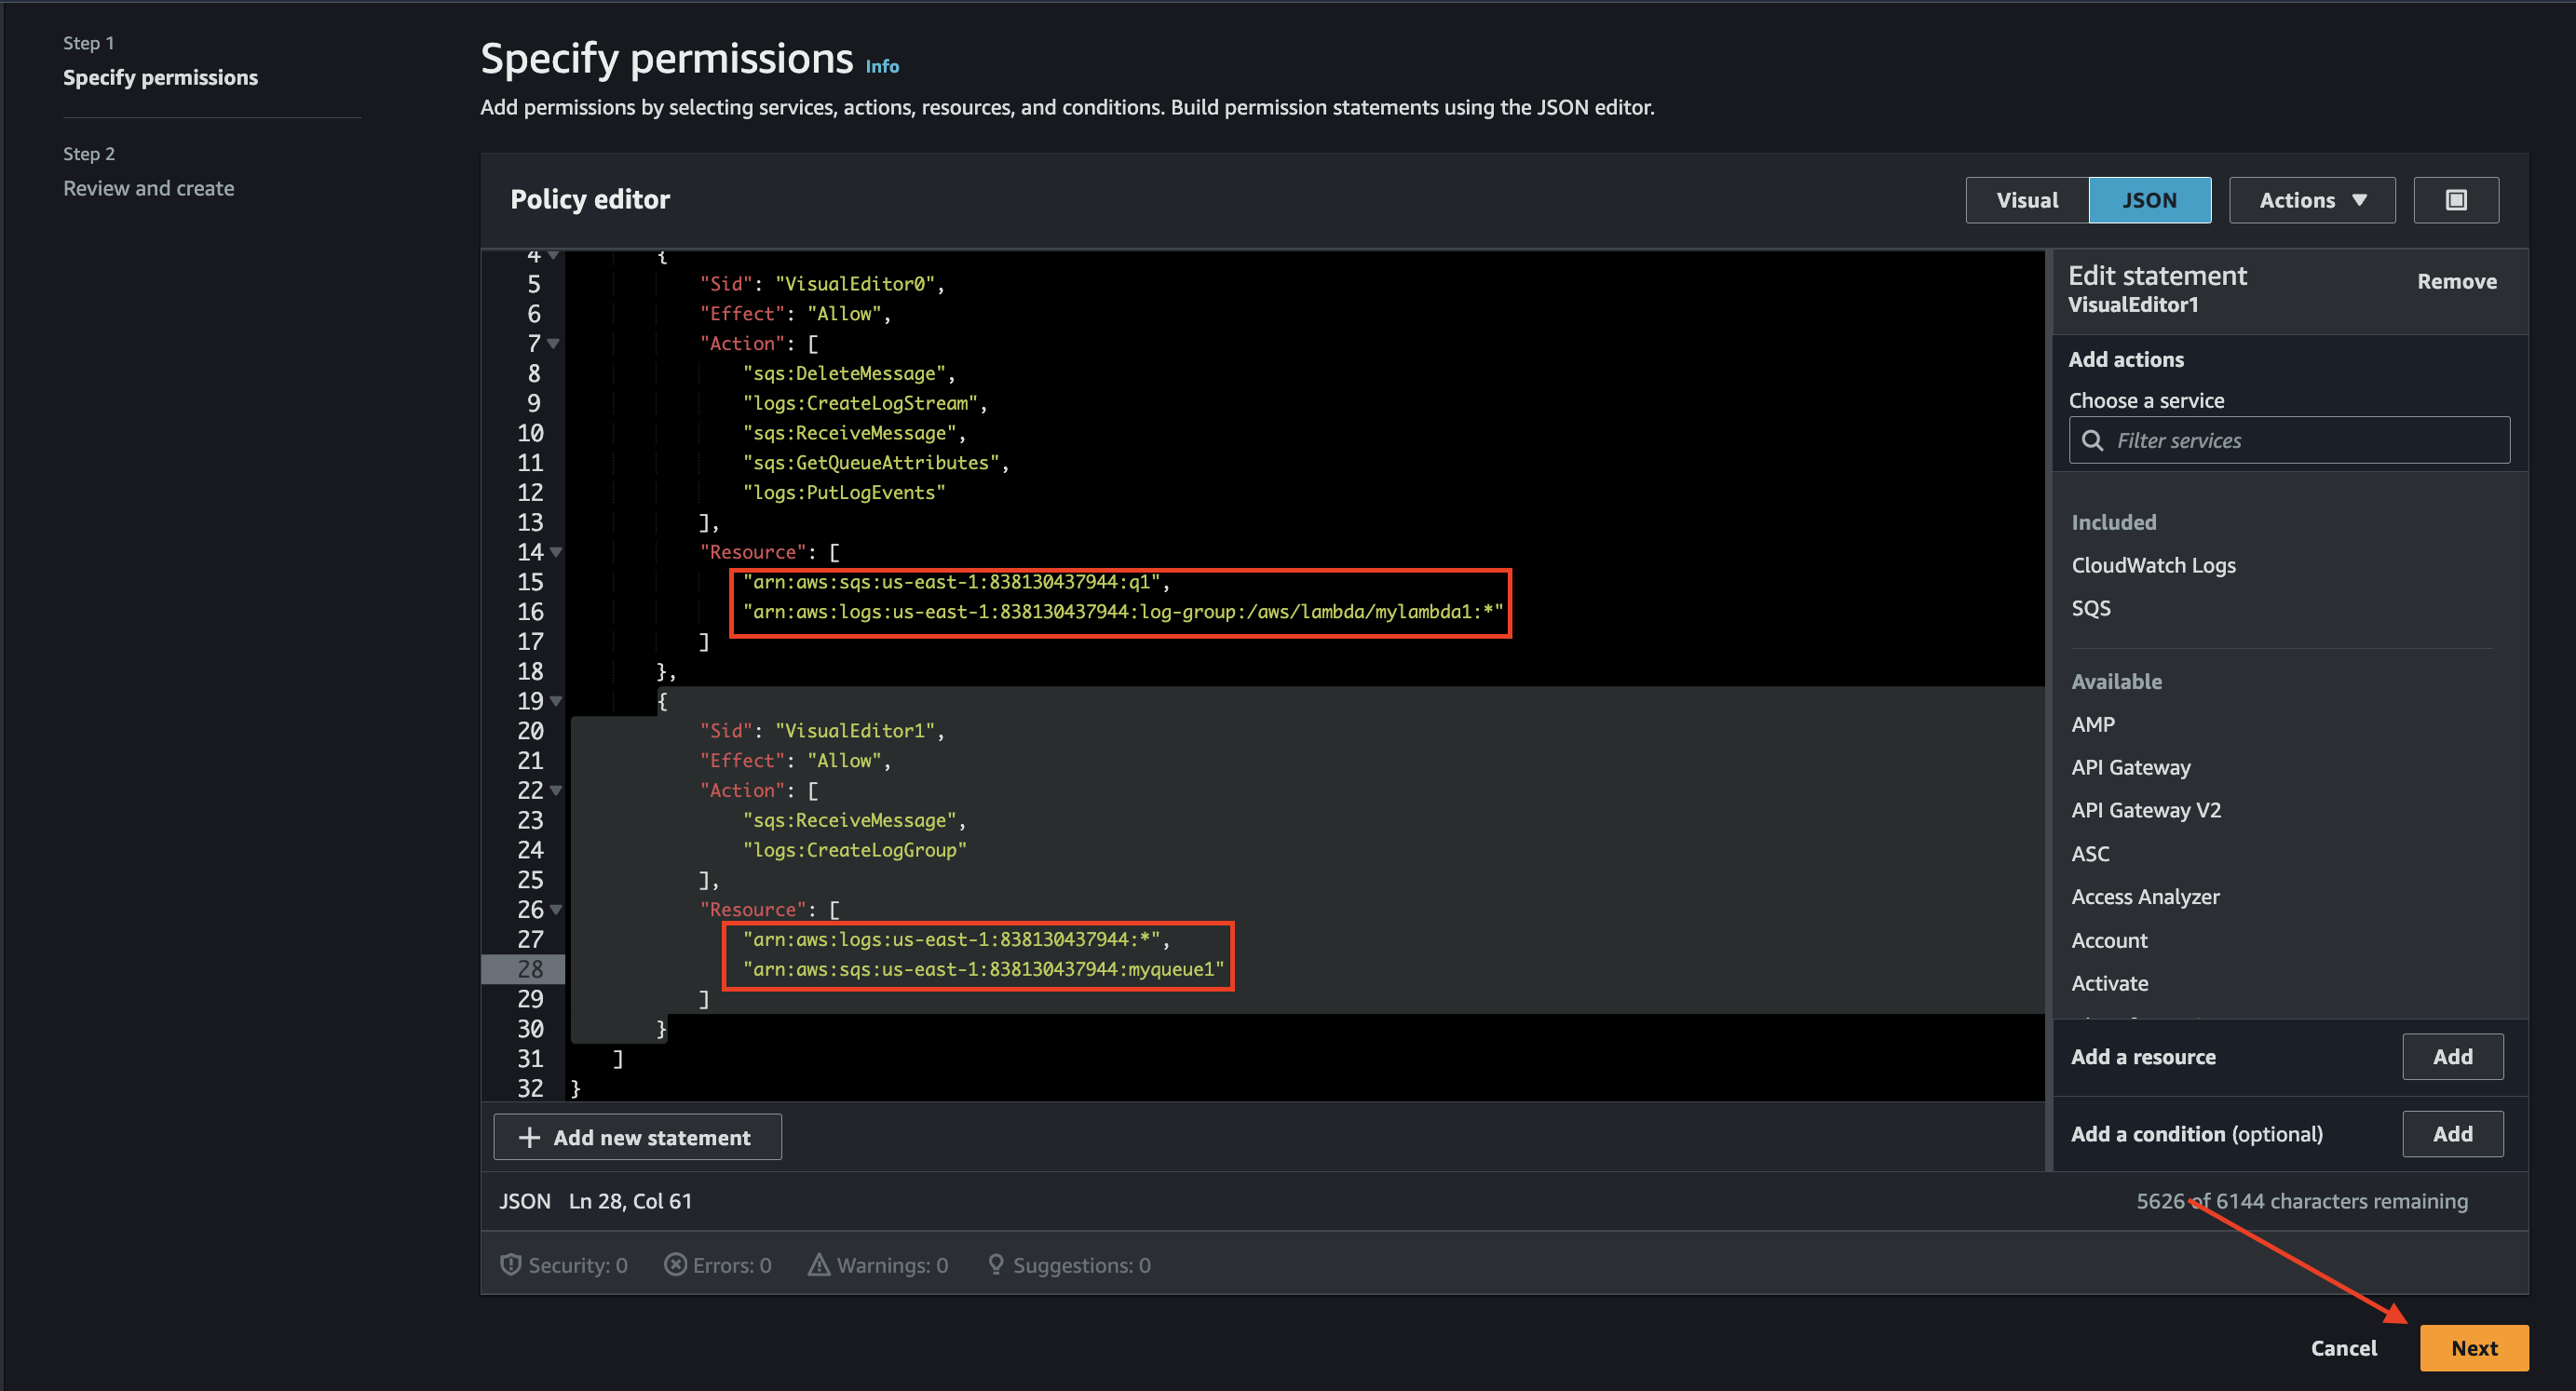 Step 1
Specify permissions
Step 2
Review and create
Specify permissions Info
Add permissions by selecting services, actions, resources, and conditions. Build permission statements using the JSON editor.
Policy editor
Visual JSON Actions
4 {
5 "Sid": "VisualEditor0",
6 "Effect": "Allow",
7 "Action": [
8 "sqs:DeleteMessage",
9 "logs:CreateLogStream",
10 "sqs:ReceiveMessage",
11 "sqs:GetQueueAttributes",
12 "logs:PutLogEvents"
13 ],
14 "Resource": [
15 "arn:aws:sqs:us-east-1:838130437944:q1",
16 "arn:aws:logs:us-east-1:838130437944:log-group:/aws/lambda/mylambda1:*"
17 ]
18 },
19 {
20 "Sid": "VisualEditor1",
21 "Effect": "Allow",
22 "Action": [
23 "sqs:ReceiveMessage",
24 "logs:CreateLogGroup"
25 ],
26 "Resource": [
27 "arn:aws:logs:us-east-1:838130437944:*",
28 "arn:aws:sqs:us-east-1:838130437944:myqueue1"
29 ]
30 }
31 ]
32 }
+ Add new statement
JSON Ln 28, Col 61
5626 of 6144 characters remaining
Security: 0 Errors: 0 Warnings: 0 Suggestions: 0
Edit statement
VisualEditor1
Remove
Add actions
Choose a service
Filter services
Included
CloudWatch Logs
SQS
Available
AMP
API Gateway
API Gateway V2
ASC
Access Analyzer
Account
Activate
Add a resource Add
Add a condition (optional) Add
Cancel Next